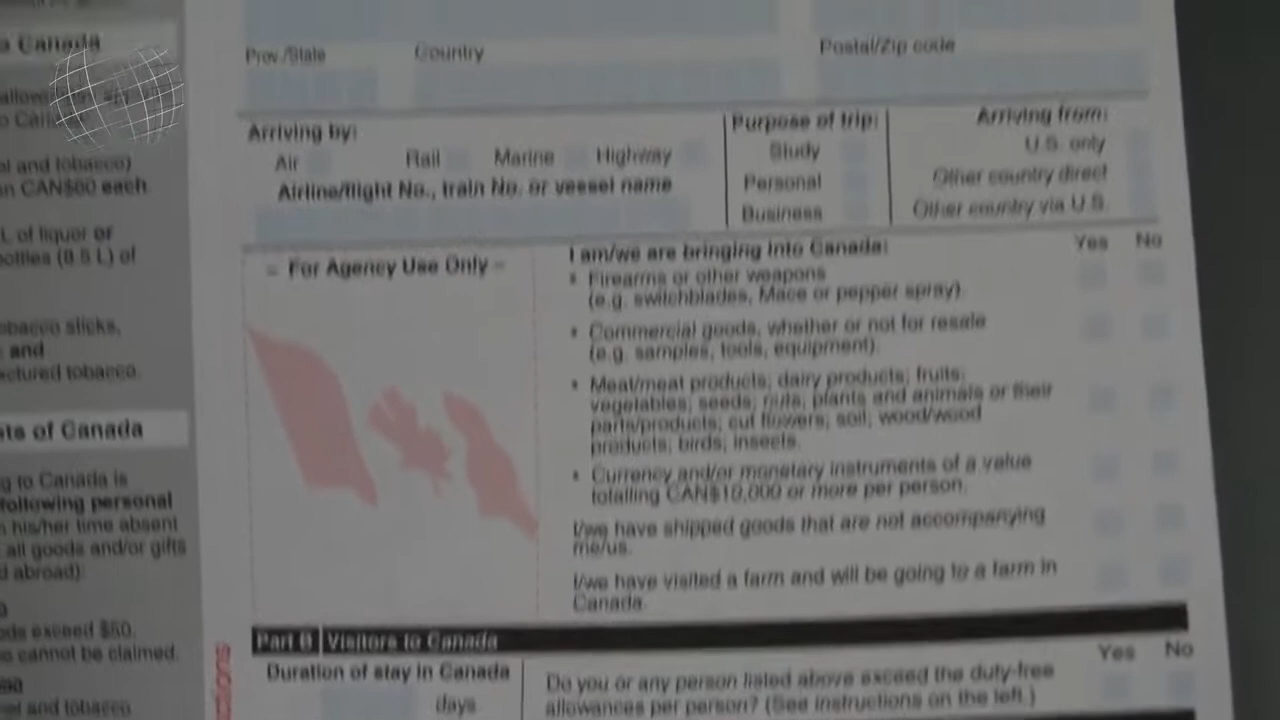 o Canada
allow
o Can
ol and tobacco)
n CAN$60 each
L of liquor or
ottles (8.5 L) of
obacco sticks,
and
actured tobacco.
sts of Canada
g to Canada is
following personal
his/her time absent
all goods and/or gifts
d abroad)
ods exceed $50.
cannot be claimed.
el and tobacco
Prov./State Country Postal/Zip code
Arriving by:
Air Rail Marine Highway
Airline/flight No., train No. or vessel name
Purpose of trip:
Study
Personal
Business
Arriving from:
U.S. only
Other country direct
Other country via U.S.
– For Agency Use Only –
I am/we are bringing into Canada: Yes No
• Firearms or other weapons
(e.g. switchblades, Mace or pepper spray).
• Commercial goods, whether or not for resale
(e.g. samples, tools, equipment).
• Meat/meat products; dairy products; fruits;
vegetables; seeds; nuts; plants and animals or their
parts/products; cut flowers; soil; wood/wood
products; birds; insects.
• Currency and/or monetary instruments of a value
totalling CAN$10,000 or more per person.
I/we have shipped goods that are not accompanying
me/us.
I/we have visited a farm and will be going to a farm in
Canada.
Part B Visitors to Canada
Duration of stay in Canada
days
Do you or any person listed above exceed the duty-free Yes No
allowances per person? (See instructions on the left.)